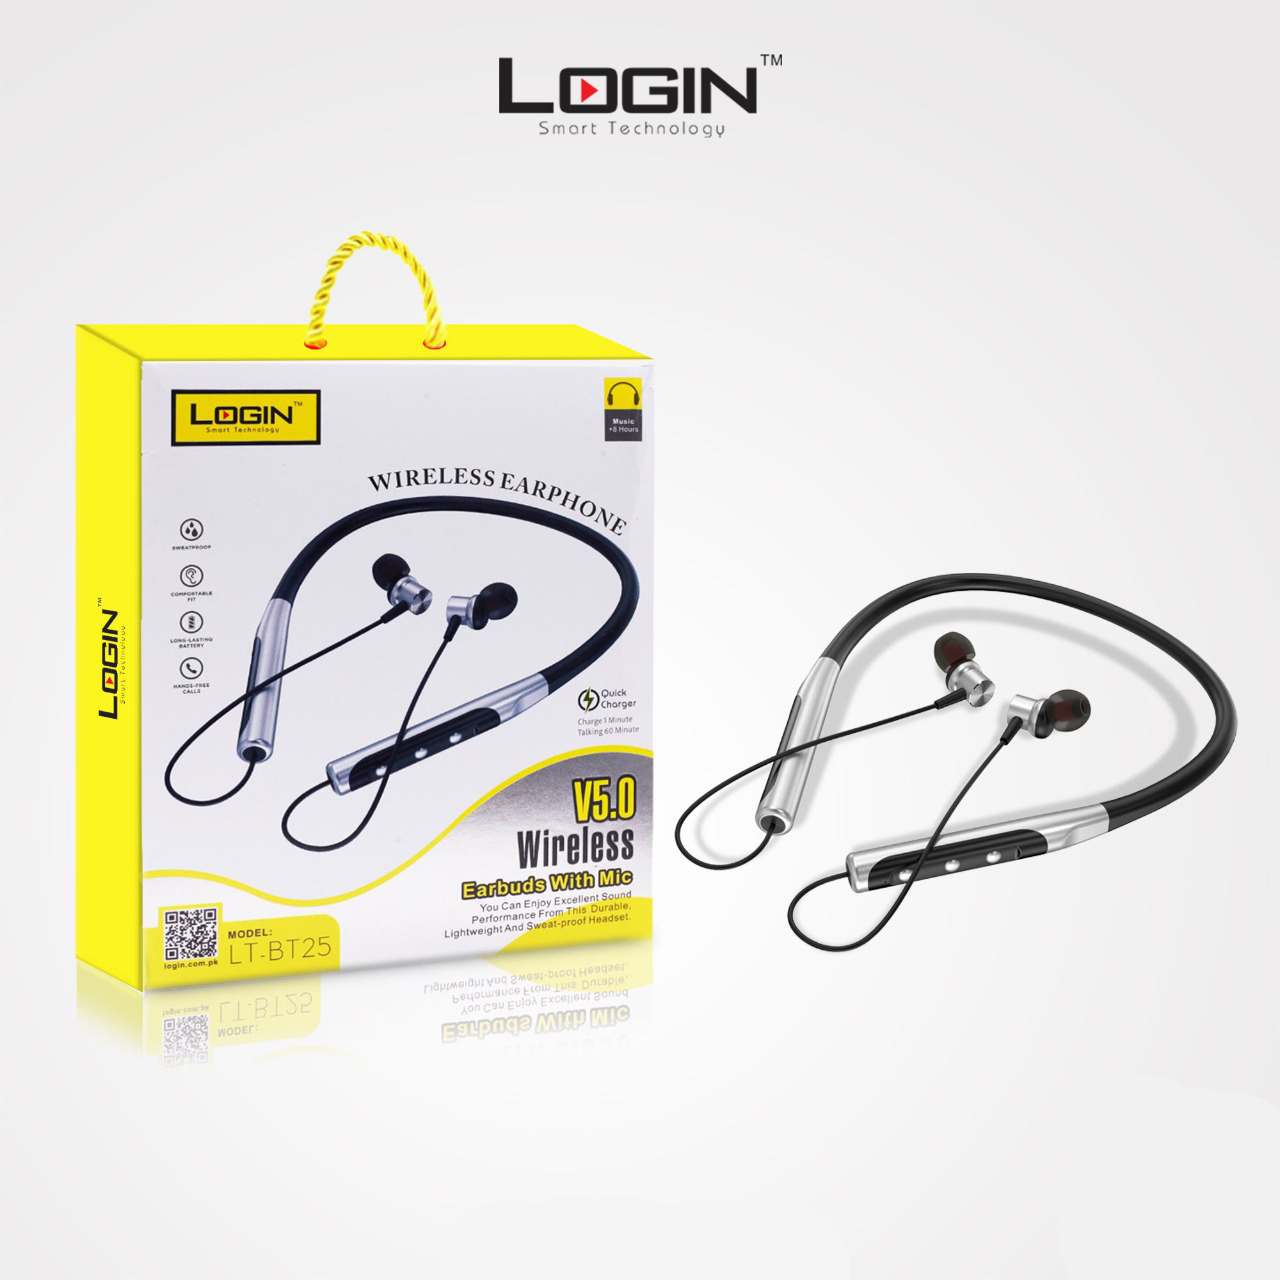 LOGIN™
Smart Technology
LOGIN™
Smart Technology
Music
+8 Hours
WIRELESS EARPHONE
SWEATPROOF
COMFORTABLE
FIT
LONG-LASTING
BATTERY
HANDS-FREE
CALLS
LOGIN™
Smart Technology
Quick
Charger
Charge 1 Minute
Talking 60 Minute
V5.0
Wireless
Earbuds With Mic
You Can Enjoy Excellent Sound
Performance From This Durable,
Lightweight And Sweat-proof Headset.
MODEL:
LT-BT25
login.com.pk